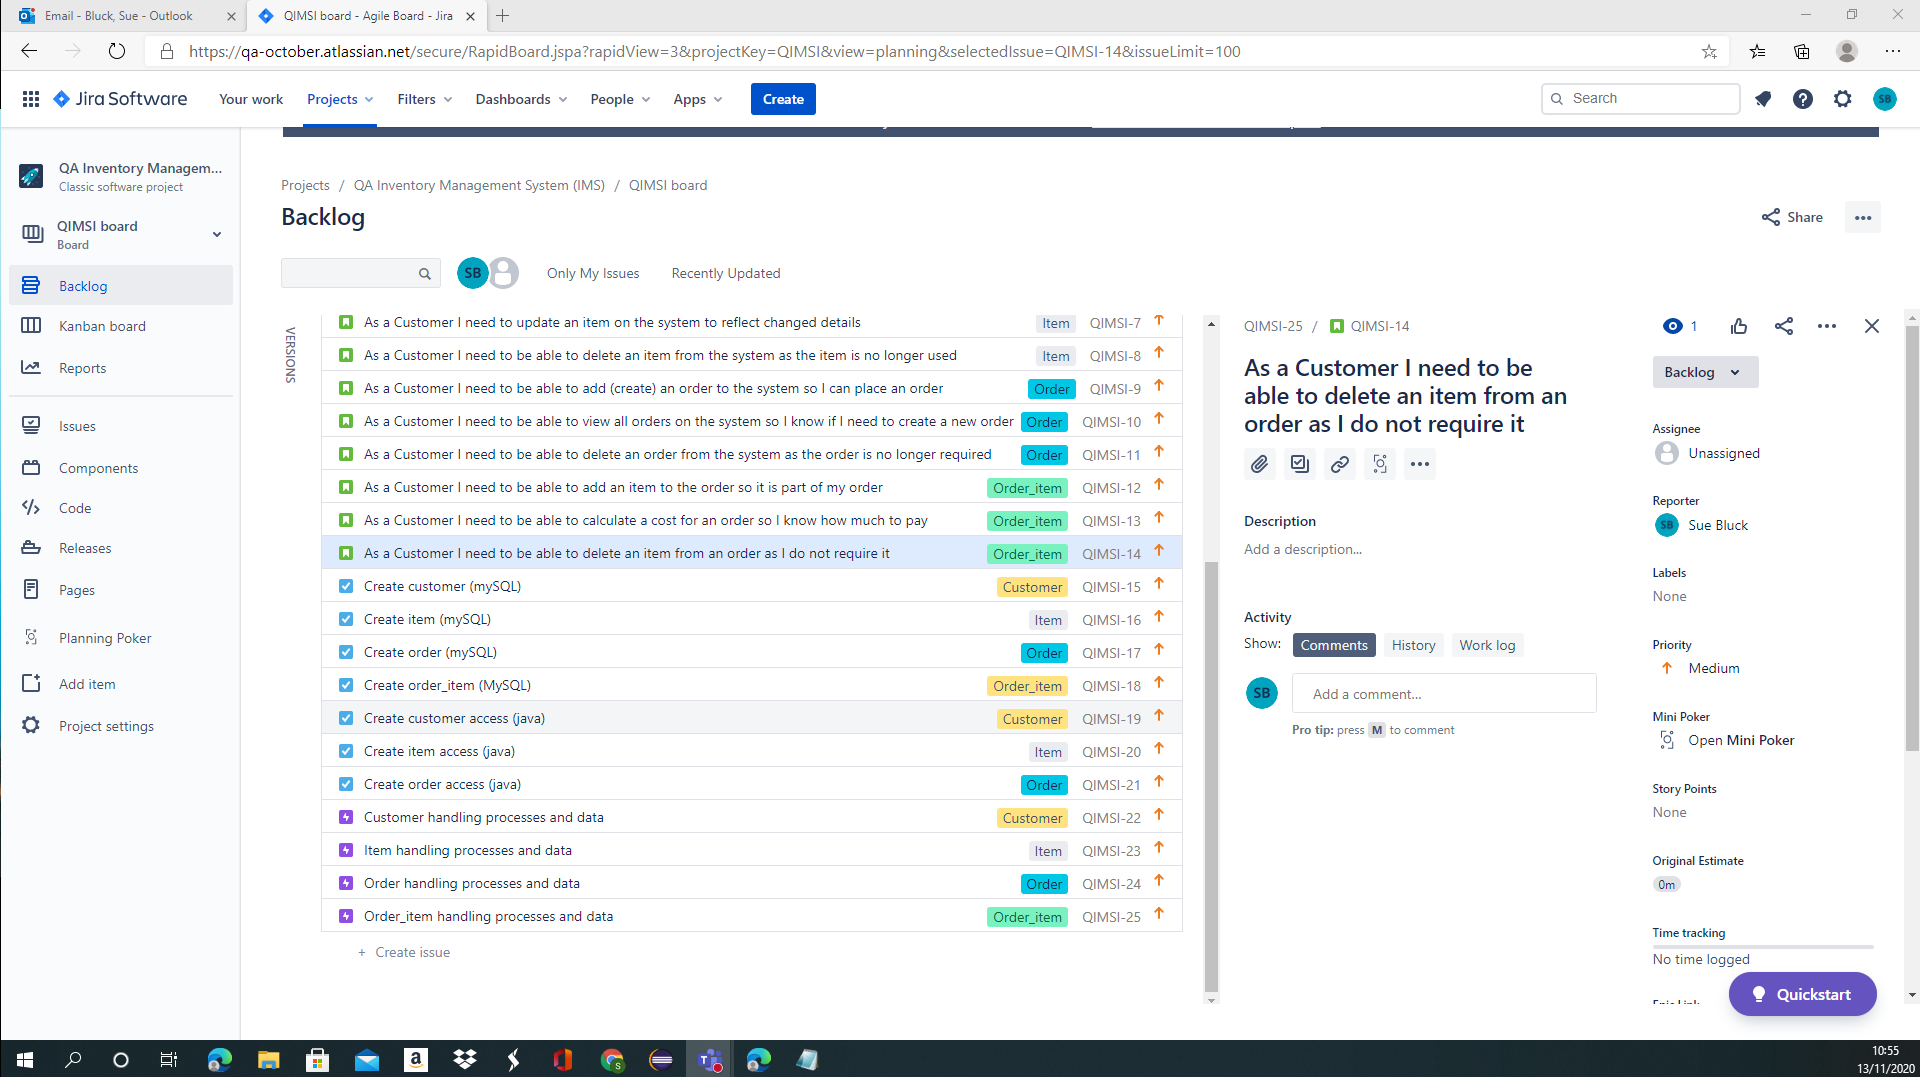 Email - Bluck, Sue - Outlook
QIMSI board - Agile Board - Jira
https://qa-october.atlassian.net/secure/RapidBoard.jspa?rapidView=3&projectKey=QIMSI&view=planning&selectedIssue=QIMSI-14&issueLimit=100
Jira Software
Your work
Projects
Filters
Dashboards
People
Apps
Create
Search
SB
QA Inventory Managem...
Classic software project
QIMSI board
Board
Backlog
Kanban board
Reports
Issues
Components
Code
Releases
Pages
Planning Poker
Add item
Project settings
Projects / QA Inventory Management System (IMS) / QIMSI board
Backlog
Share
SB
Only My Issues
Recently Updated
VERSIONS
As a Customer I need to update an item on the system to reflect changed details Item QIMSI-7
As a Customer I need to be able to delete an item from the system as the item is no longer used Item QIMSI-8
As a Customer I need to be able to add (create) an order to the system so I can place an order Order QIMSI-9
As a Customer I need to be able to view all orders on the system so I know if I need to create a new order Order QIMSI-10
As a Customer I need to be able to delete an order from the system as the order is no longer required Order QIMSI-11
As a Customer I need to be able to add an item to the order so it is part of my order Order_item QIMSI-12
As a Customer I need to be able to calculate a cost for an order so I know how much to pay Order_item QIMSI-13
As a Customer I need to be able to delete an item from an order as I do not require it Order_item QIMSI-14
Create customer (mySQL) Customer QIMSI-15
Create item (mySQL) Item QIMSI-16
Create order (mySQL) Order QIMSI-17
Create order_item (MySQL) Order_item QIMSI-18
Create customer access (java) Customer QIMSI-19
Create item access (java) Item QIMSI-20
Create order access (java) Order QIMSI-21
Customer handling processes and data Customer QIMSI-22
Item handling processes and data Item QIMSI-23
Order handling processes and data Order QIMSI-24
Order_item handling processes and data Order_item QIMSI-25
+ Create issue
QIMSI-25 / QIMSI-14
1
As a Customer I need to be
able to delete an item from an
order as I do not require it
Description
Add a description...
Activity
Show: Comments History Work log
SB
Add a comment...
Pro tip: press M to comment
Backlog
Assignee
Unassigned
Reporter
SB Sue Bluck
Labels
None
Priority
Medium
Mini Poker
Open Mini Poker
Story Points
None
Original Estimate
0m
Time tracking
No time logged
Epic Link
Quickstart
10:55
13/11/2020